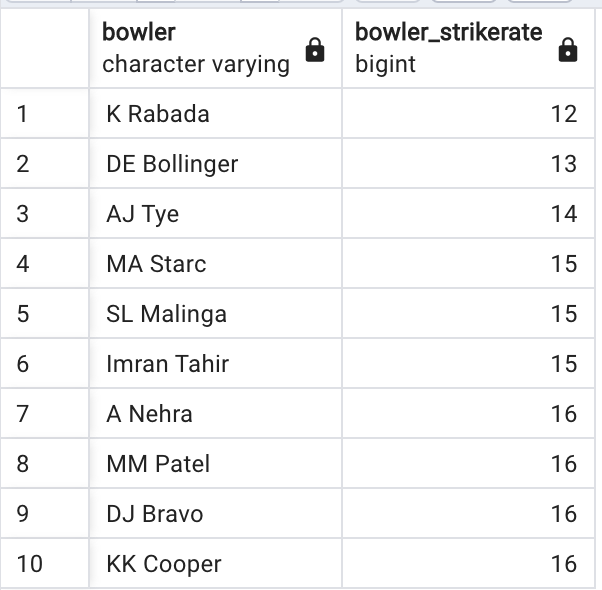 bowler bowler_strikerate
character varying bigint
1 K Rabada 12
2 DE Bollinger 13
3 AJ Tye 14
4 MA Starc 15
5 SL Malinga 15
6 Imran Tahir 15
7 A Nehra 16
8 MM Patel 16
9 DJ Bravo 16
10 KK Cooper 16